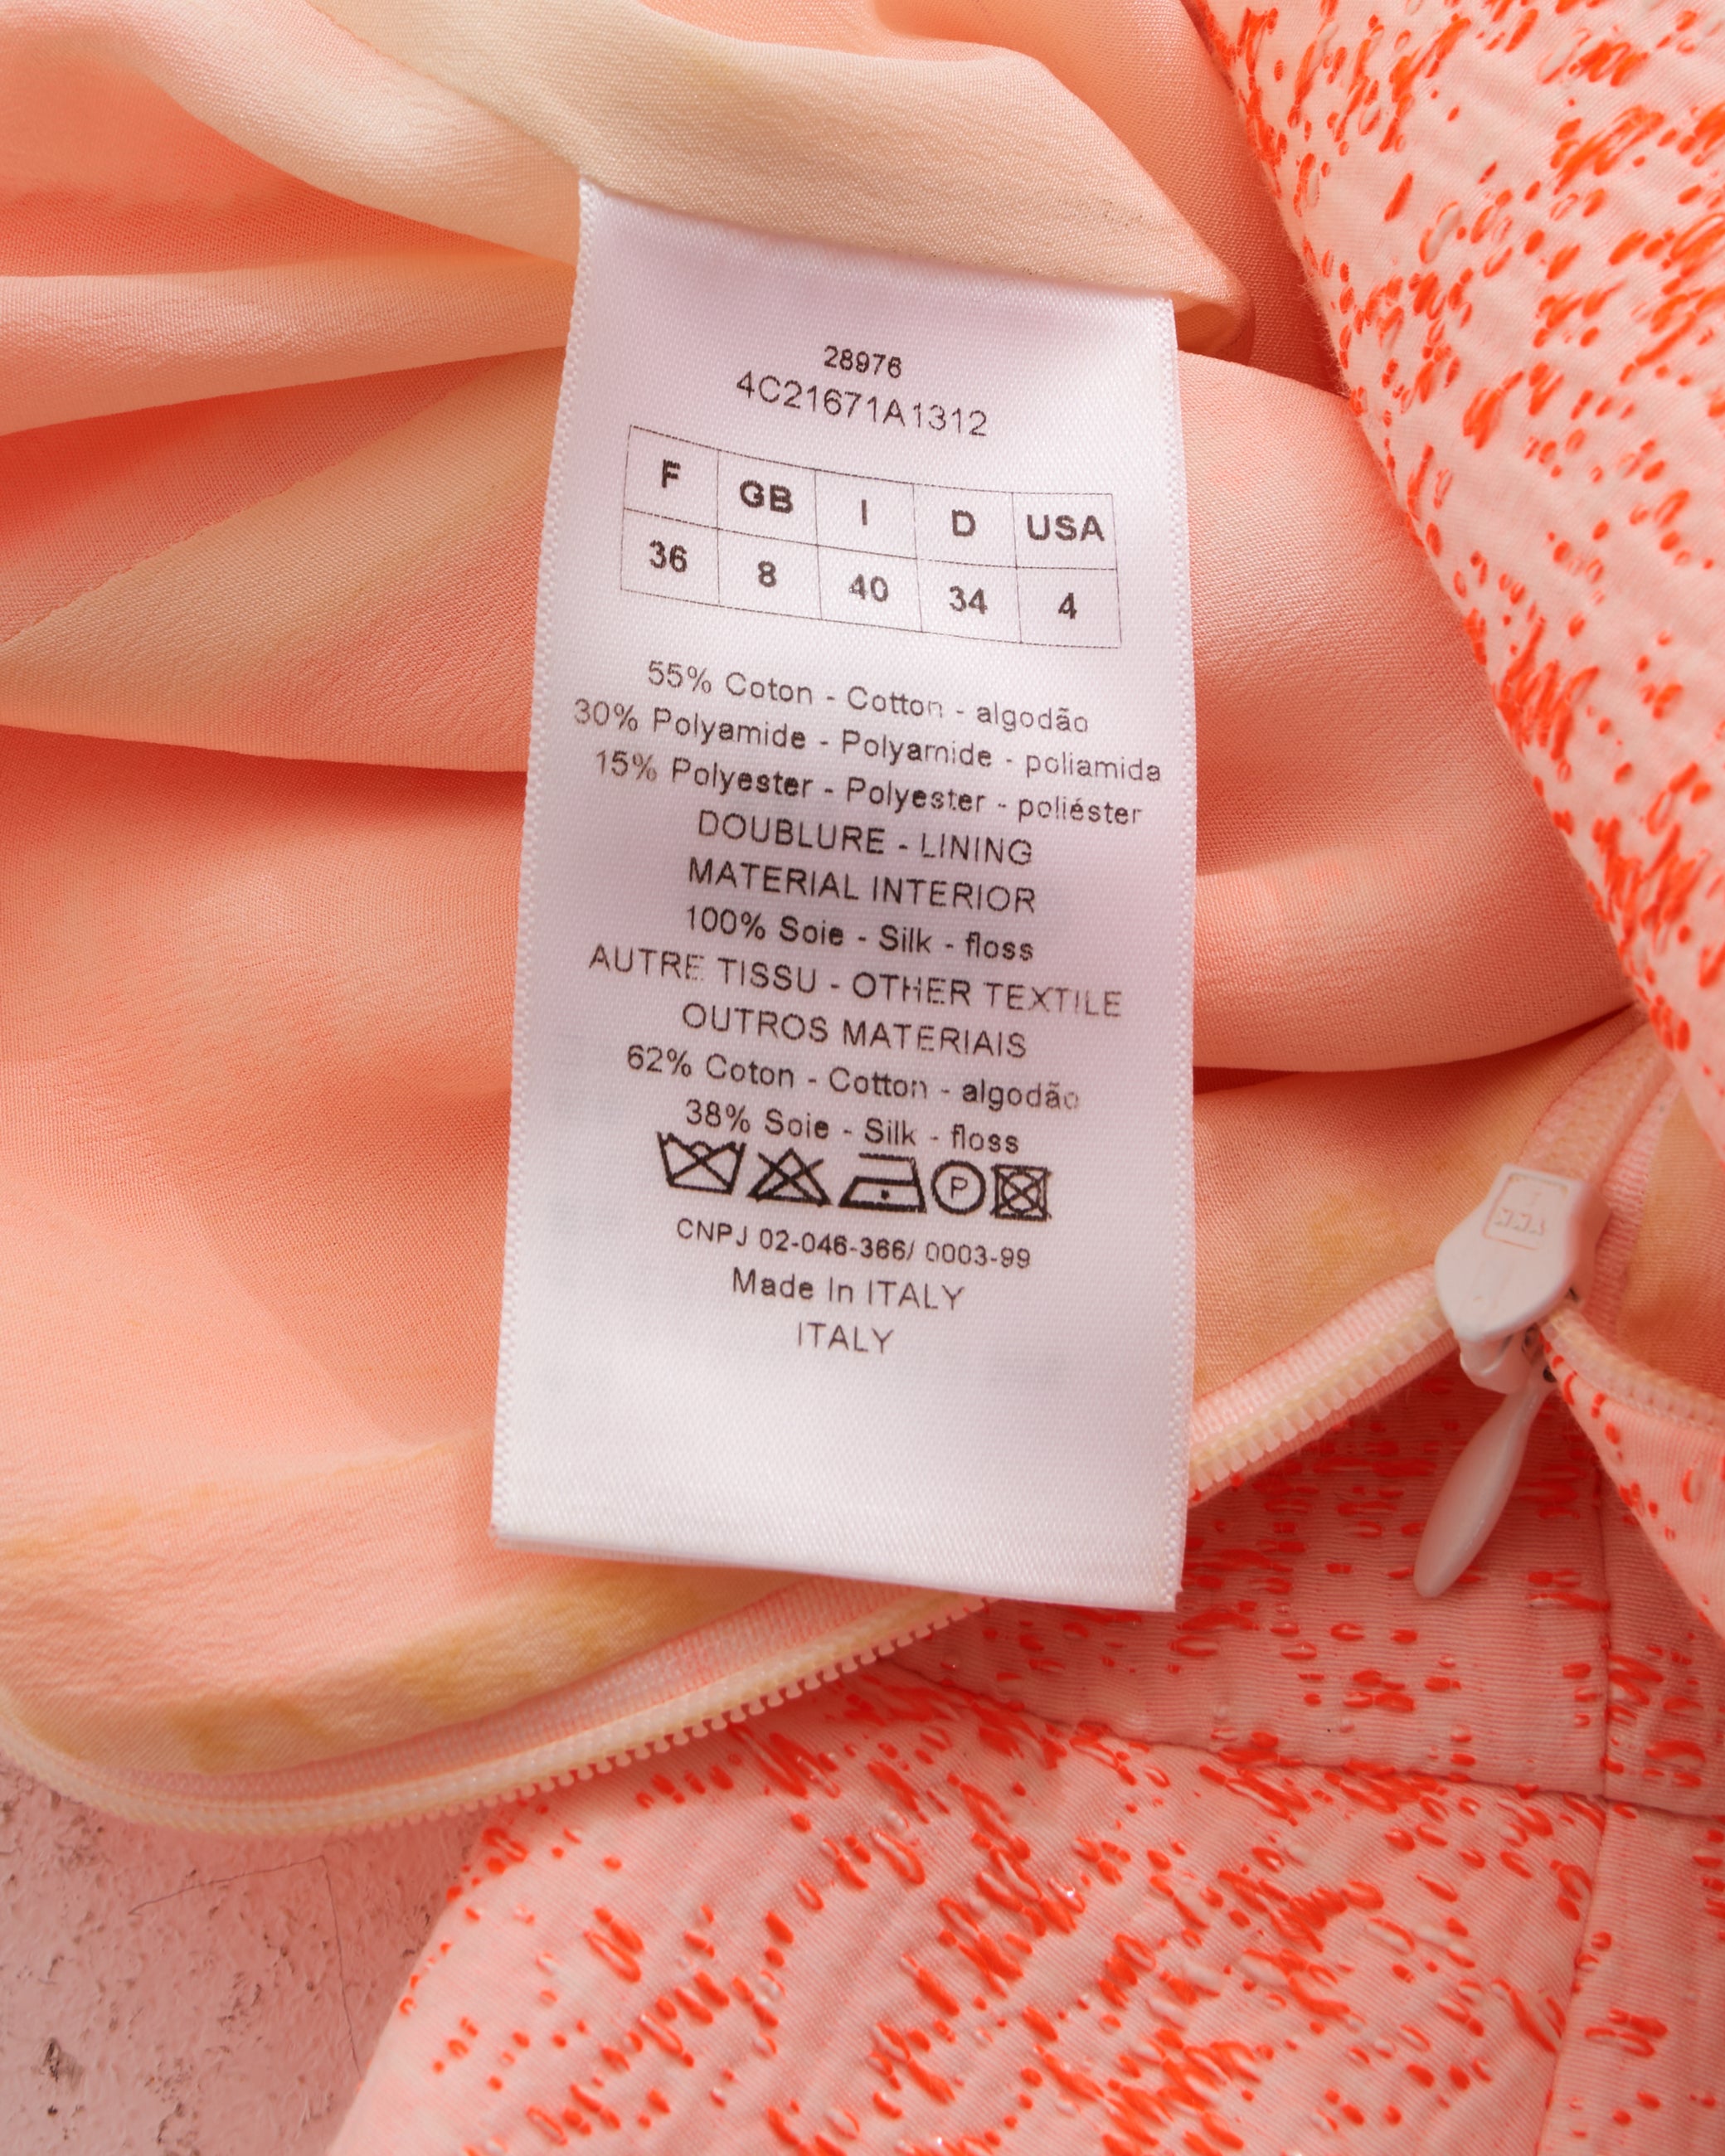 28976
4C21671A1312
F GB I D USA
36 8 40 34 4
55% Coton - Cotton - algodão
30% Polyamide - Polyamide - poliamida
15% Polyester - Polyester - poliéster
DOUBLURE - LINING
MATERIAL INTERIOR
100% Soie - Silk - floss
AUTRE TISSU - OTHER TEXTILE
OUTROS MATERIAIS
62% Coton - Cotton - algodão
38% Soie - Silk - floss
P
CNPJ 02-046-366/ 0003-99
Made In ITALY
ITALY